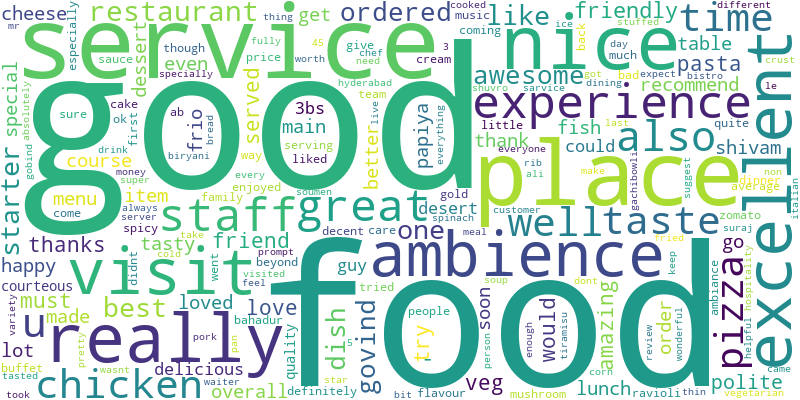 good
food
service
place
really
nice
excellent
experience
visit
ambience
great
staff
chicken
also
well
taste
pizza
restaurant
time
like
ordered
awesome
friendly
pasta
recommend
table
cheese
get
dessert
even
served
main
3bs
frio
papiya
better
course
menu
item
starter
special
thanks
thank
fish
could
shivam
little
liked
serving
biryani
bread
ab
sure
come
ok
cake
drink
first
way
team
hyderabad
price
worth
give
chef
need
cream
music
coming
cooked
thing
though
sauce
especially
mr
fully
45
3
stuffed
ice
back
got
bad
day
much
different
expect
bistro
crust
1e
dining
shuvro
sarvice
quite
everyone
rib
ali
last
make
non
dinner
average
suggest
zomato
suraj
italian
gachibowli
customer
gold
desert
spinach
meal
one
go
beyond
care
decent
soumen
every
enjoyed
family
money
super
always
server
spicy
tasty
friend
take
cold
didnt
went
prompt
visited
feel
guy
tried
happy
courteous
must
made
best
loved
love
bahadur
quality
u
lot
variety
buffet
tasted
took
pretty
wasnt
pork
delicious
waiter
pan
overall
star
5
definitely
dish
govind
bit
flavour
try
people
enough
would
tiramisu
soon
person
soup
veg
mushroom
corn
amazing
dont
fried
keep
order
review
wonderful
lunch
ravioli
thin
polite
vegetarian
helpful
hospitality
ambiance
came
absolutely
gobind
everything
specially
live